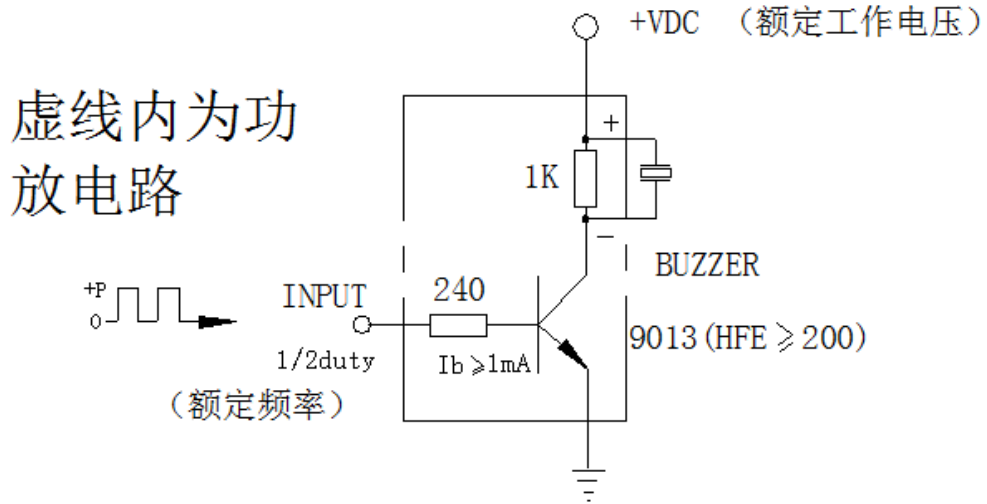 +VDC （额定工作电压）
虚线内为功
放电路
+
1K
−
BUZZER
+P
0
INPUT
240
9013(HFE≥200)
1/2duty
Ib≥1mA
（额定频率）